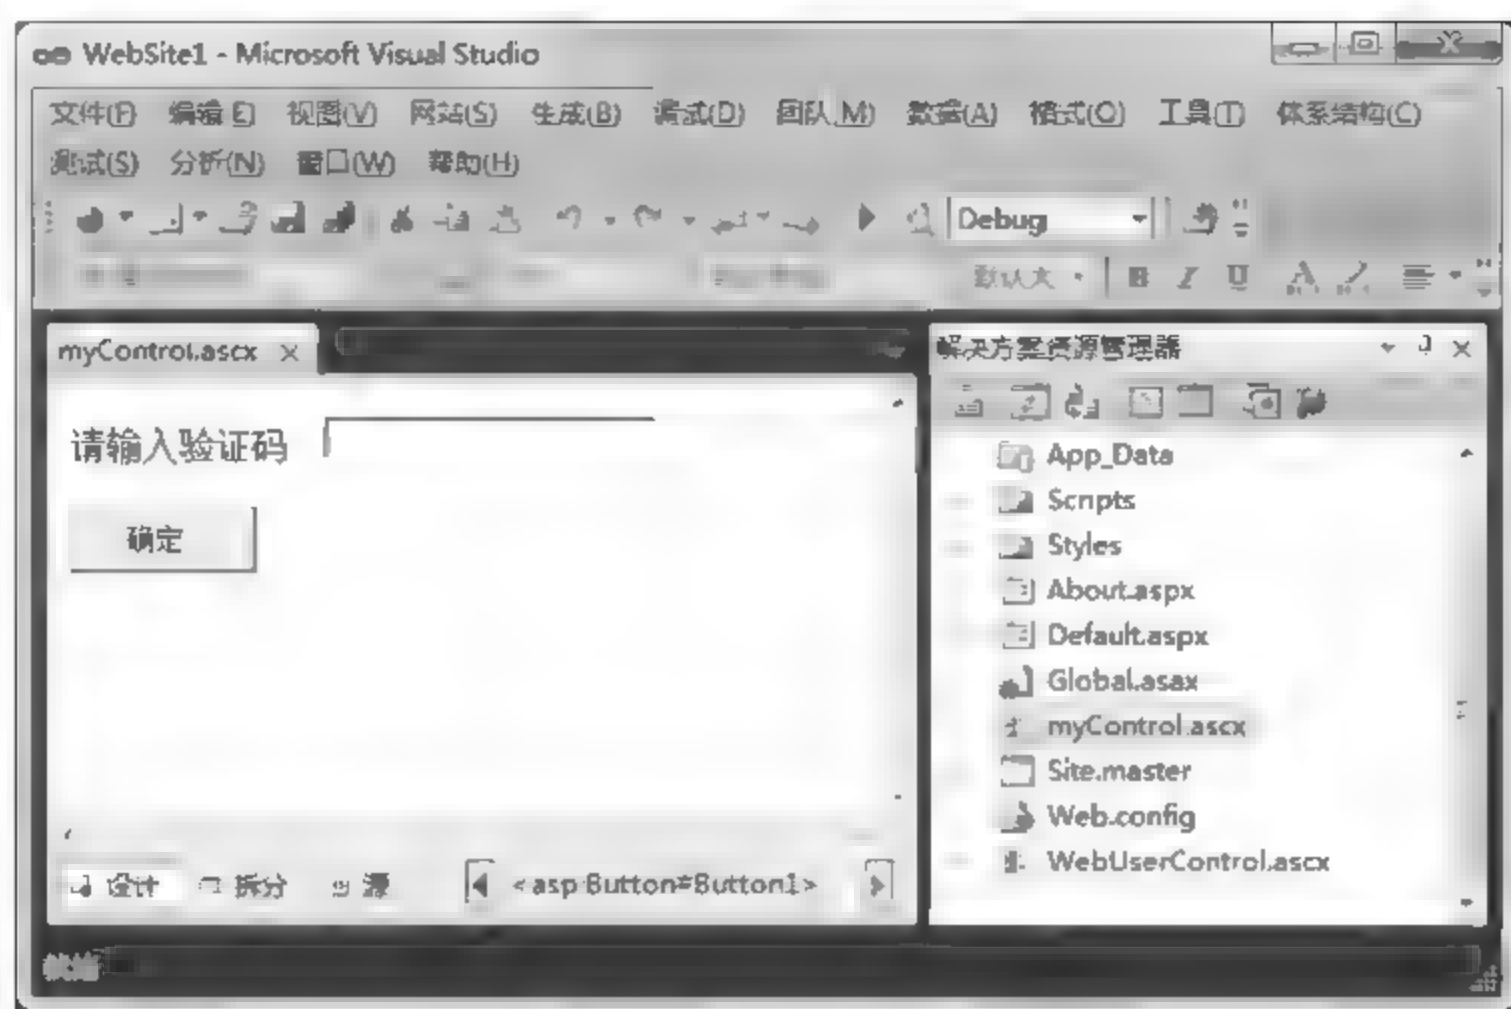 WebSite1 - Microsoft Visual Studio
文件(F) 编辑(E) 视图(V) 网站(S) 生成(B) 调试(D) 团队(M) 数据(A) 格式(O) 工具(T) 体系结构(C)
测试(S) 分析(N) 窗口(W) 帮助(H)
Debug
默认大 B I U A
myControl.ascx ×
解决方案资源管理器
请输入验证码
确定
App_Data
Scripts
Styles
About.aspx
Default.aspx
Global.asax
myControl.ascx
Site.master
Web.config
WebUserControl.ascx
设计 拆分 源 <asp:Button#Button1>